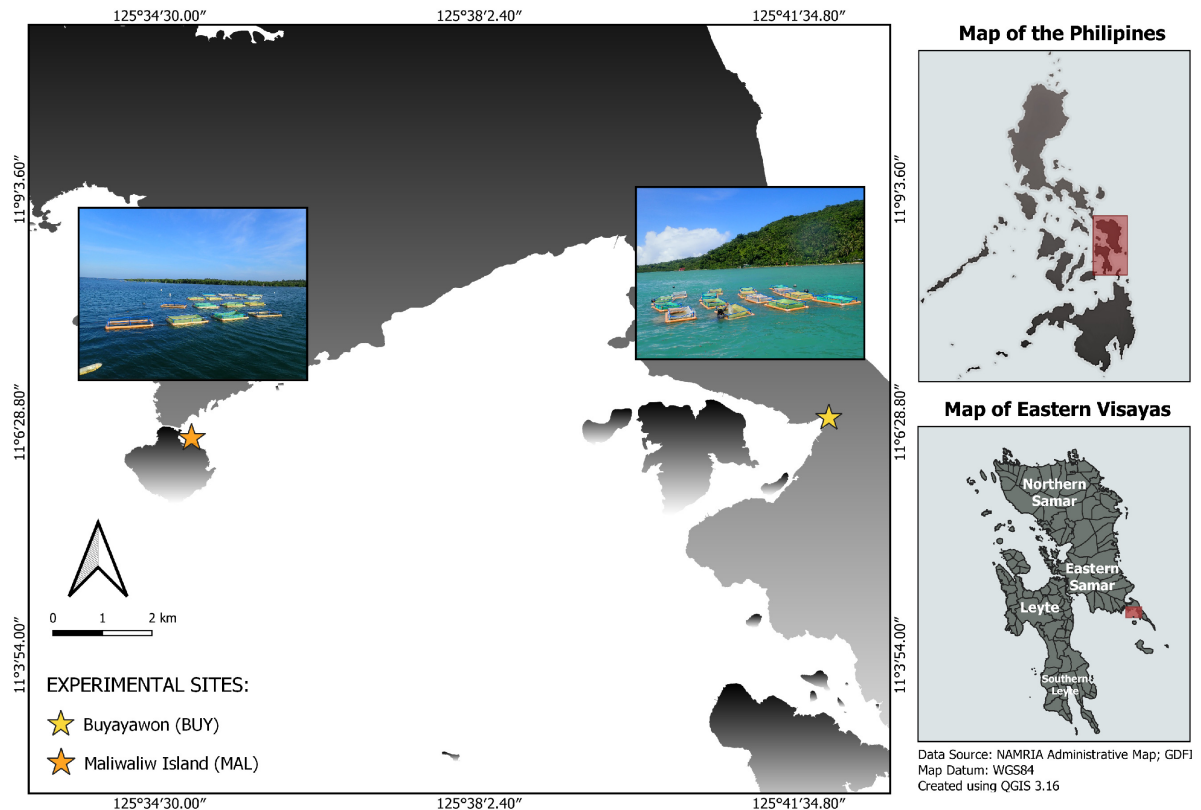 125°34′30.00″ 125°38′2.40″ 125°41′34.80″
11°9′3.60″ 11°9′3.60″
11°6′28.80″ 11°6′28.80″
11°3′54.00″
0 1 2 km
EXPERIMENTAL SITES:
Buyayawon (BUY)
Maliwaliw Island (MAL)
125°34′30.00″ 125°38′2.40″ 125°41′34.80″
Map of the Philipines
Map of Eastern Visayas
Northern
Samar
Eastern
Samar
Leyte
Southern
Leyte
11°3′54.00″
Data Source: NAMRIA Administrative Map; GDFI
Map Datum: WGS84
Created using QGIS 3.16